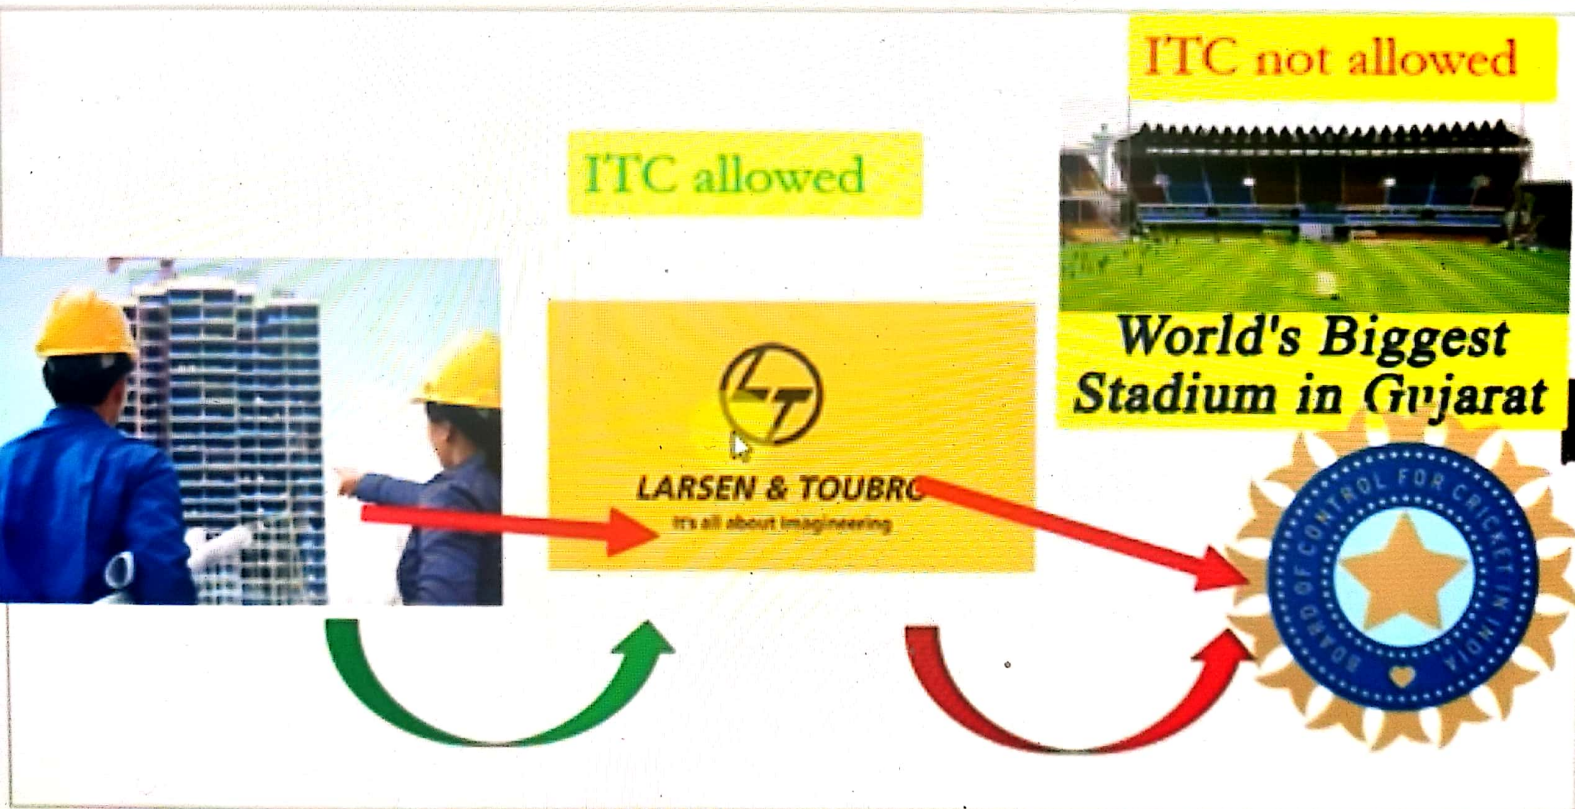 ITC not allowed
ITC allowed
World's Biggest
Stadium in Gujarat
LT
LARSEN & TOUBRO
It's all about Imagineering
BOARD OF CONTROL FOR CRICKET IN INDIA